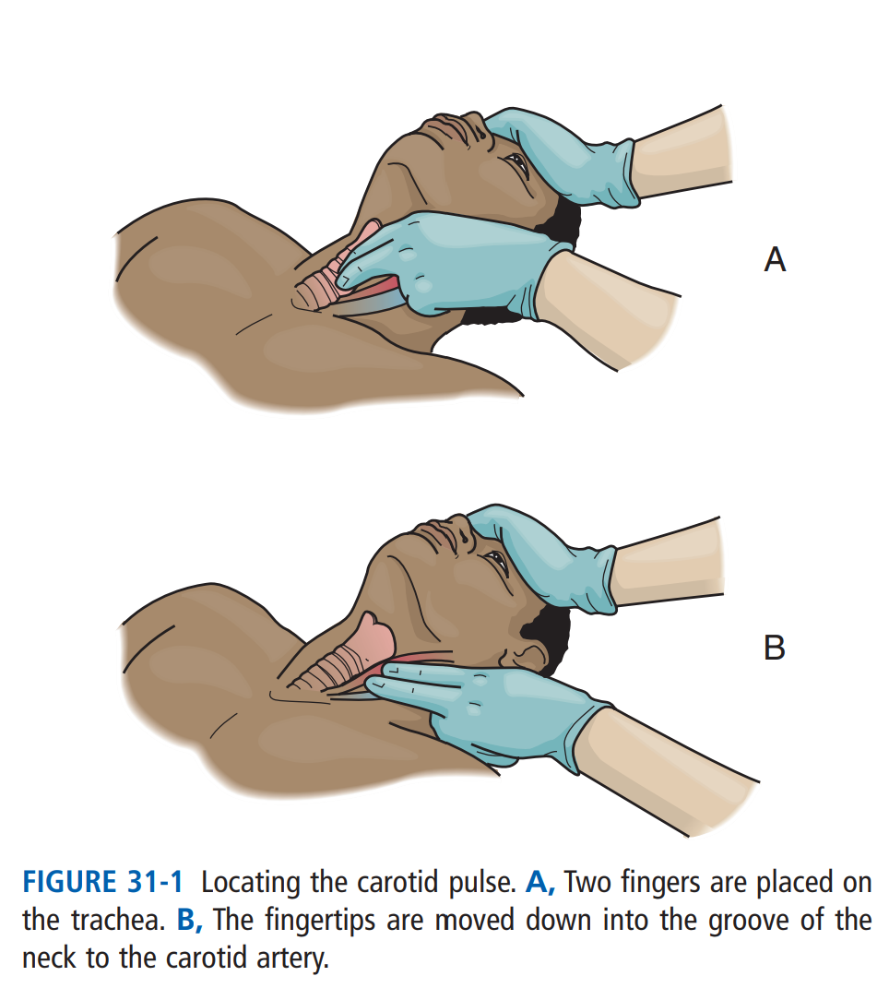 A
B
FIGURE 31-1 Locating the carotid pulse. A, Two fingers are placed on
the trachea. B, The fingertips are moved down into the groove of the
neck to the carotid artery.